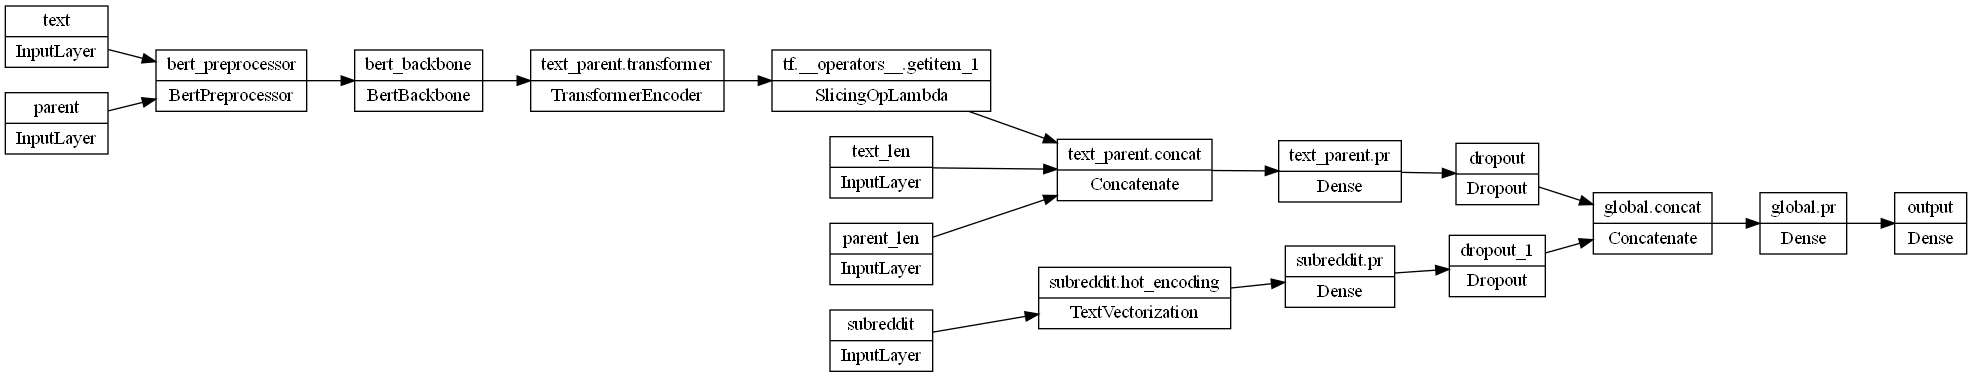 text
InputLayer
parent
InputLayer
bert_preprocessor
BertPreprocessor
bert_backbone
BertBackbone
text_parent.transformer
TransformerEncoder
tf.__operators__.getitem_1
SlicingOpLambda
text_len
InputLayer
parent_len
InputLayer
subreddit
InputLayer
text_parent.concat
Concatenate
subreddit.hot_encoding
TextVectorization
text_parent.pr
Dense
subreddit.pr
Dense
dropout
Dropout
dropout_1
Dropout
global.concat
Concatenate
global.pr
Dense
output
Dense